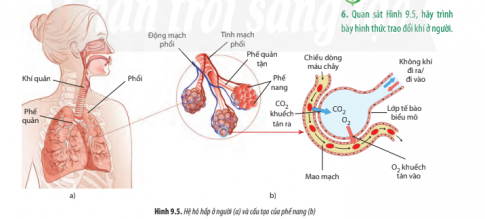 6. Quan sát Hình 9.5, hãy trình
bày hình thức trao đổi khí ở người.
Động mạch
phổi
Tĩnh mạch
phổi
Phế quản
tận
Phế
nang
Khí quản
Phổi
Phế
quản
Chiều dòng
máu chảy
Không khí
đi ra/
đi vào
CO2
khuếch
tán ra
CO2
O2
Lớp tế bào
biểu mô
O2 khuếch
tán vào
Mao mạch
a)
b)
Hình 9.5. Hệ hô hấp ở người (a) và cấu tạo của phế nang (b)